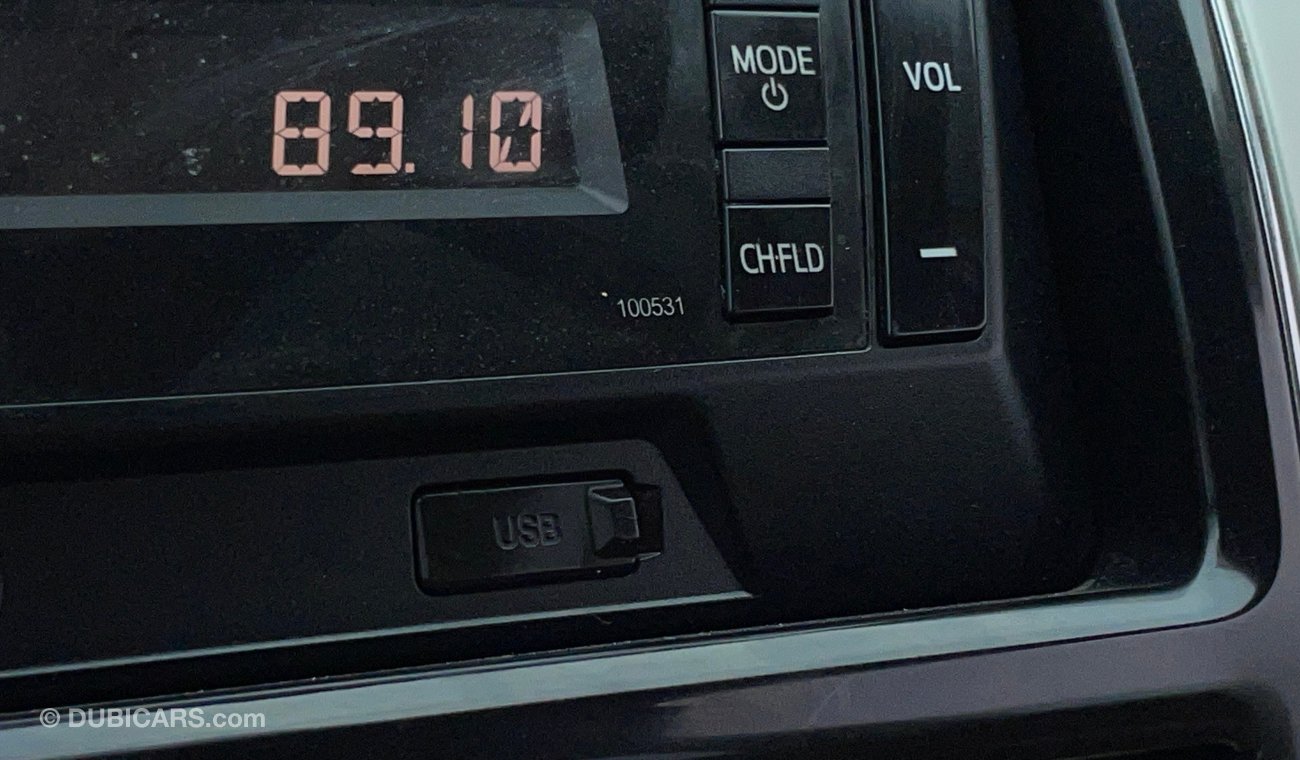 89.10
MODE
VOL
CH·FLD
100531
USB
© DUBICARS.com